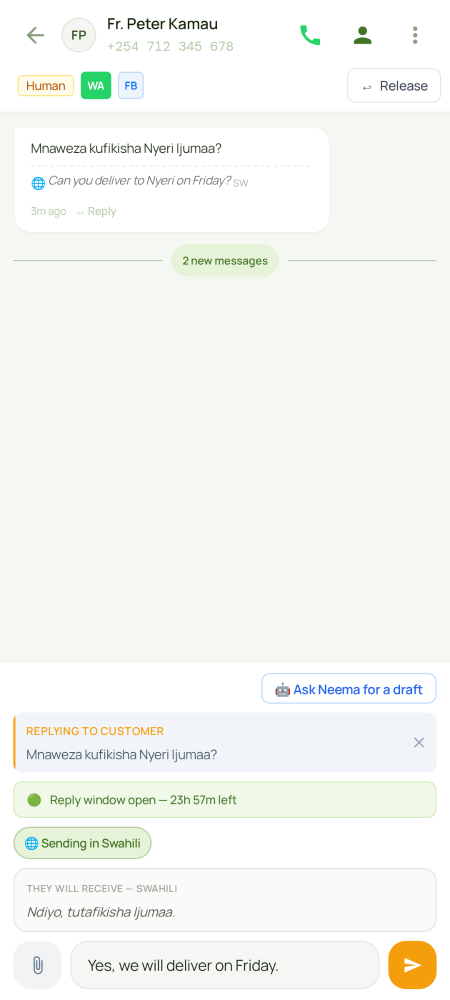 FP
Fr. Peter Kamau
+254 712 345 678
Human
WA
FB
Release
Mnaweza kufikisha Nyeri Ijumaa?
Can you deliver to Nyeri on Friday? SW
3m ago Reply
2 new messages
Ask Neema for a draft
REPLYING TO CUSTOMER
Mnaweza kufikisha Nyeri Ijumaa?
Reply window open — 23h 57m left
Sending in Swahili
THEY WILL RECEIVE — SWAHILI
Ndiyo, tutafikisha Ijumaa.
Yes, we will deliver on Friday.